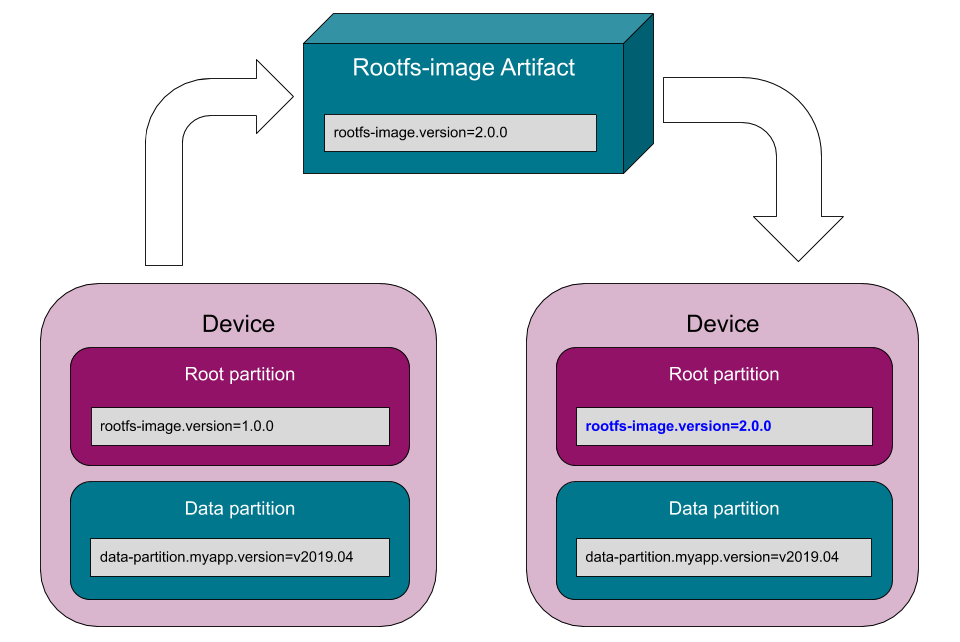 Rootfs-image Artifact
rootfs-image.version=2.0.0
Device
Root partition
rootfs-image.version=1.0.0
Data partition
data-partition.myapp.version=v2019.04
Device
Root partition
rootfs-image.version=2.0.0
Data partition
data-partition.myapp.version=v2019.04